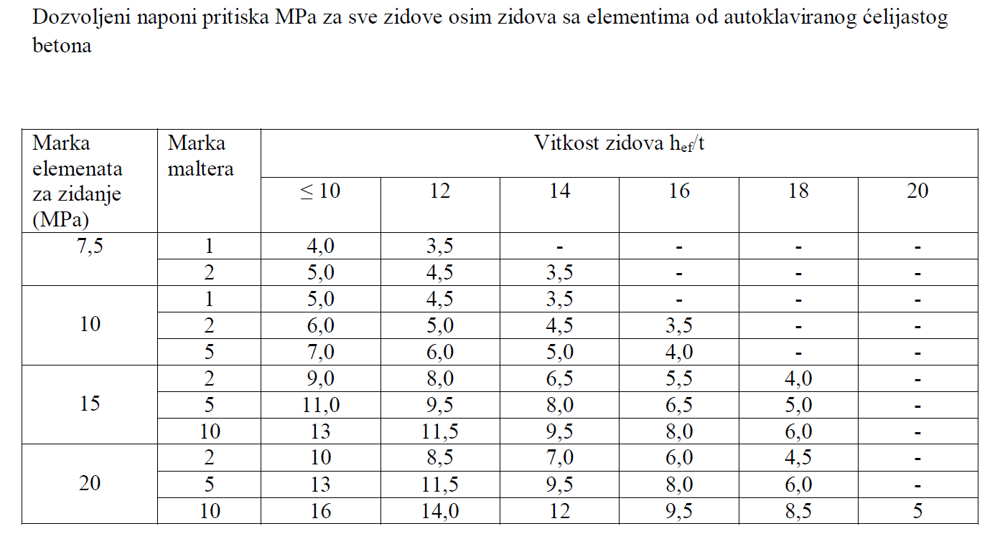 Dozvoljeni naponi pritiska MPa za sve zidove osim zidova sa elementima od autoklaviranog ćelijastog
betona
Marka elemenata za zidanje (MPa) Marka maltera Vitkost zidova hef/t
≤ 10 12 14 16 18 20
7,5 1 4,0 3,5 - - - -
2 5,0 4,5 3,5 - - -
10 1 5,0 4,5 3,5 - - -
2 6,0 5,0 4,5 3,5 - -
5 7,0 6,0 5,0 4,0 - -
15 2 9,0 8,0 6,5 5,5 4,0 -
5 11,0 9,5 8,0 6,5 5,0 -
10 13 11,5 9,5 8,0 6,0 -
20 2 10 8,5 7,0 6,0 4,5 -
5 13 11,5 9,5 8,0 6,0 -
10 16 14,0 12 9,5 8,5 5